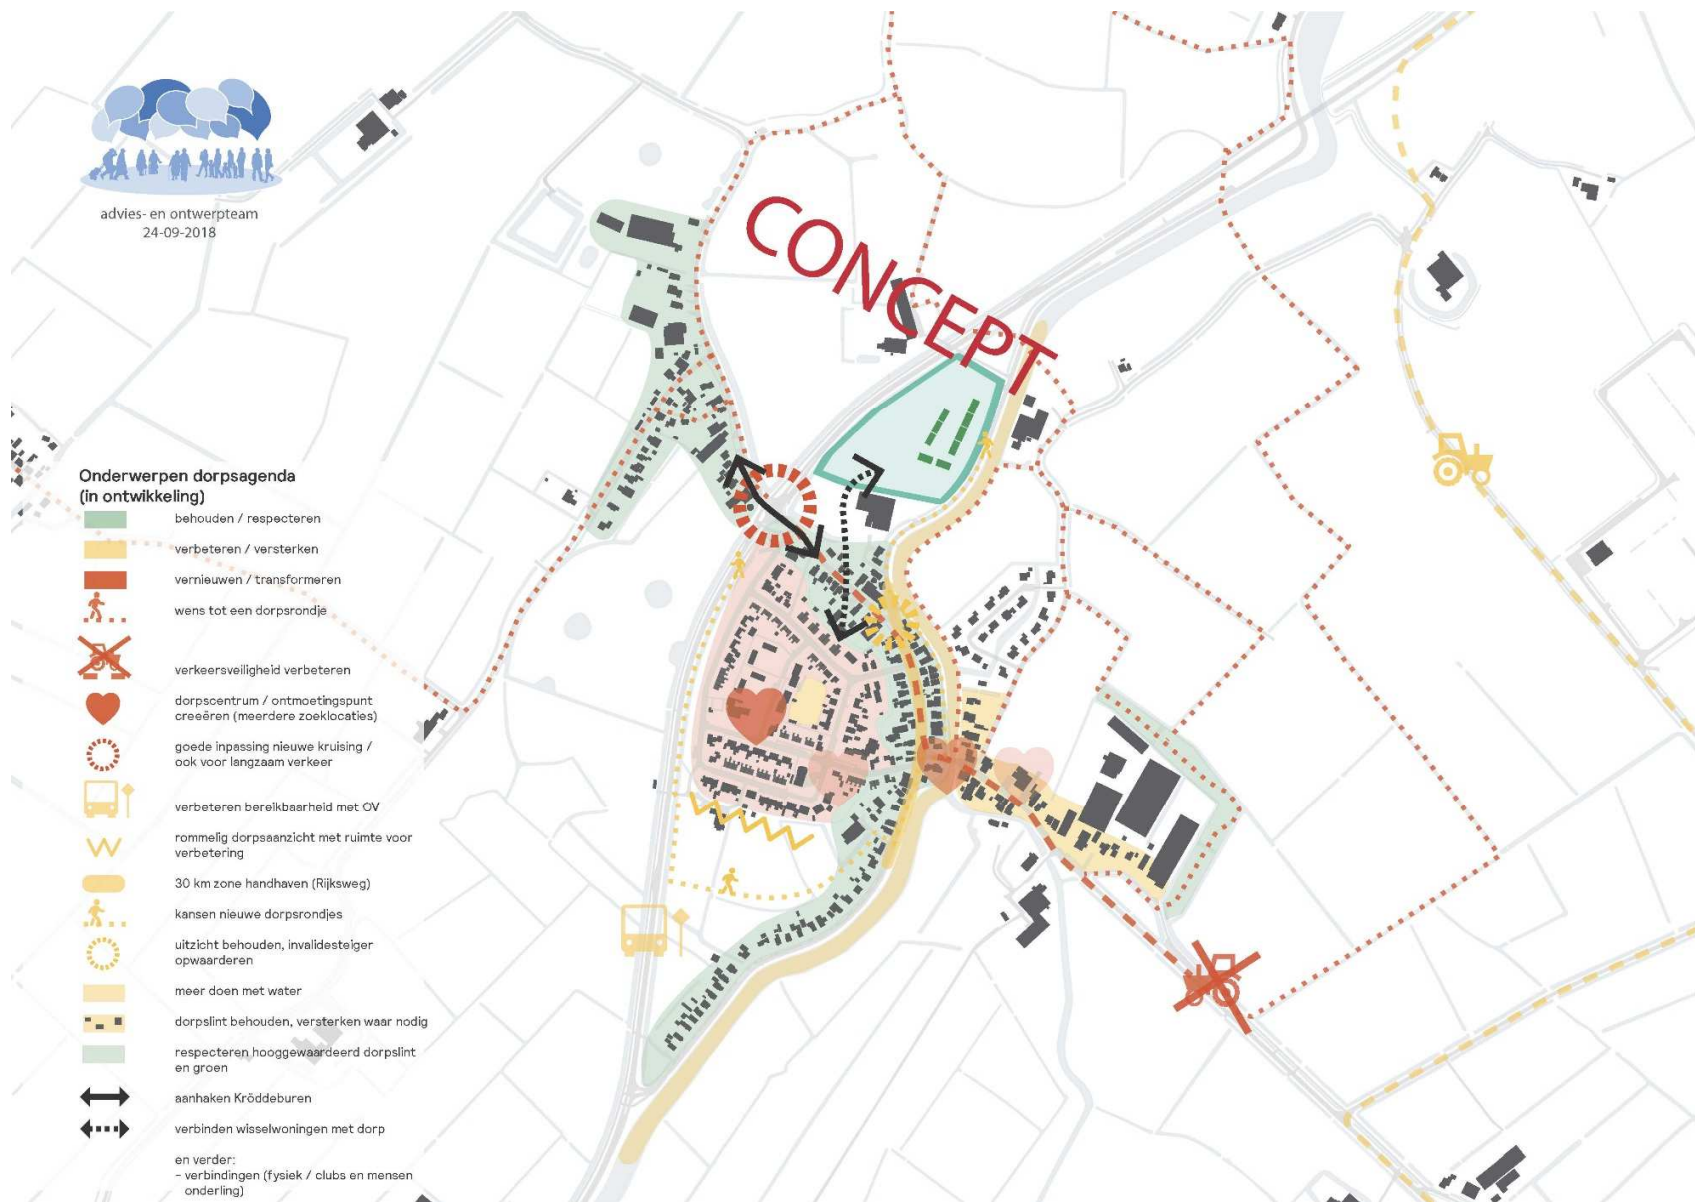 advies- en ontwerpteam
24-09-2018
CONCEPT
Onderwerpen dorpsagenda
(in ontwikkeling)
behouden / respecteren
verbeteren / versterken
vernieuwen / transformeren
wens tot een dorpsrondje
verkeersveiligheid verbeteren
dorpscentrum / ontmoetingspunt
creeëren (meerdere zoeklocaties)
goede inpassing nieuwe kruising /
ook voor langzaam verkeer
verbeteren bereikbaarheid met OV
rommelig dorpsaanzicht met ruimte voor
verbetering
30 km zone handhaven (Rijksweg)
kansen nieuwe dorpsrondjes
uitzicht behouden, invalidesteiger
opwaarderen
meer doen met water
dorpslint behouden, versterken waar nodig
respecteren hooggewaardeerd dorpslint
en groen
aanhaken Kröddeburen
verbinden wisselwoningen met dorp
en verder:
- verbindingen (fysiek / clubs en mensen
onderling)